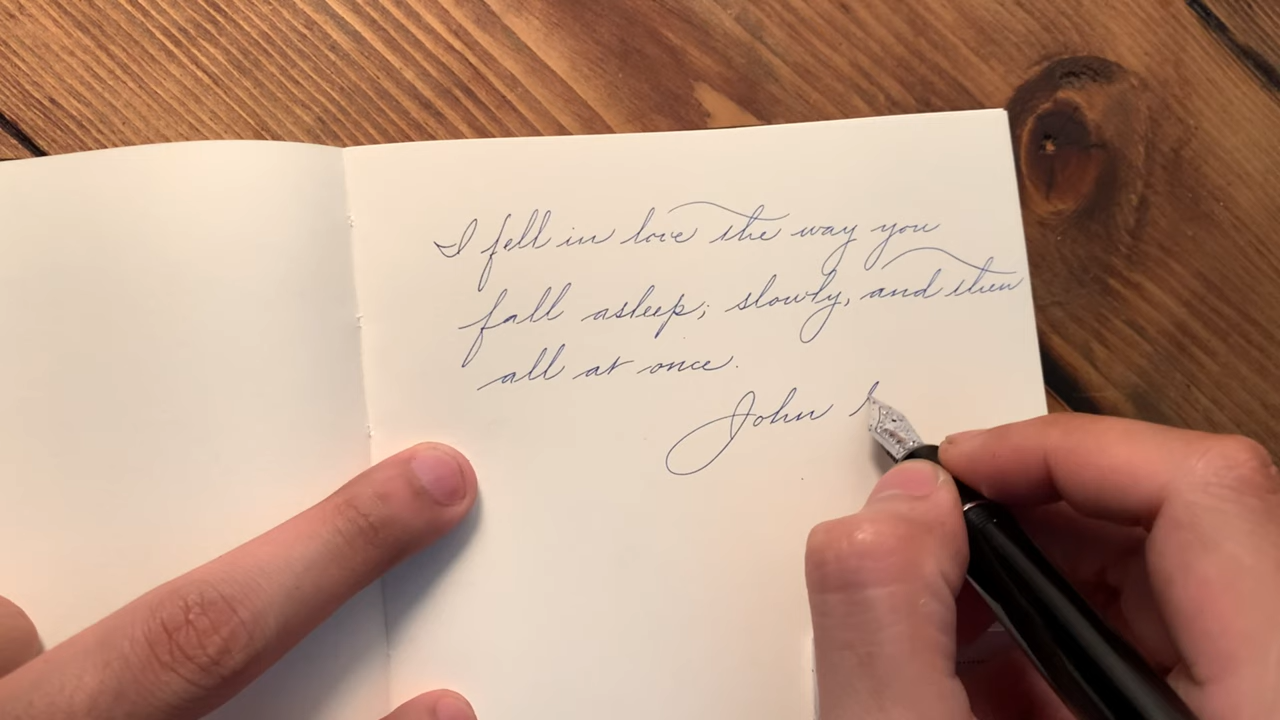 I fell in love the way you
fall asleep; slowly, and then
all at once.
John